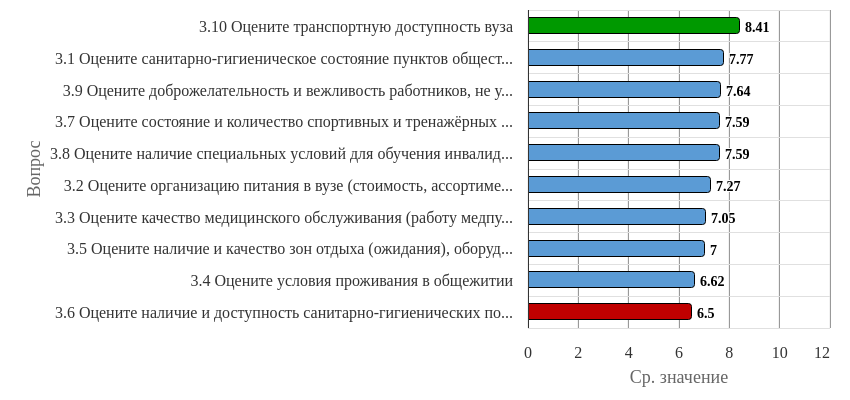 3.10 Оцените транспортную доступность вуза 8.41
3.1 Оцените санитарно-гигиеническое состояние пунктов общест... 7.77
3.9 Оцените доброжелательность и вежливость работников, не у... 7.64
3.7 Оцените состояние и количество спортивных и тренажёрных ... 7.59
3.8 Оцените наличие специальных условий для обучения инвалид... 7.59
3.2 Оцените организацию питания в вузе (стоимость, ассортиме... 7.27
3.3 Оцените качество медицинского обслуживания (работу медпу... 7.05
3.5 Оцените наличие и качество зон отдыха (ожидания), оборуд... 7
3.4 Оцените условия проживания в общежитии 6.62
3.6 Оцените наличие и доступность санитарно-гигиенических по... 6.5
Вопрос
0 2 4 6 8 10 12
Ср. значение